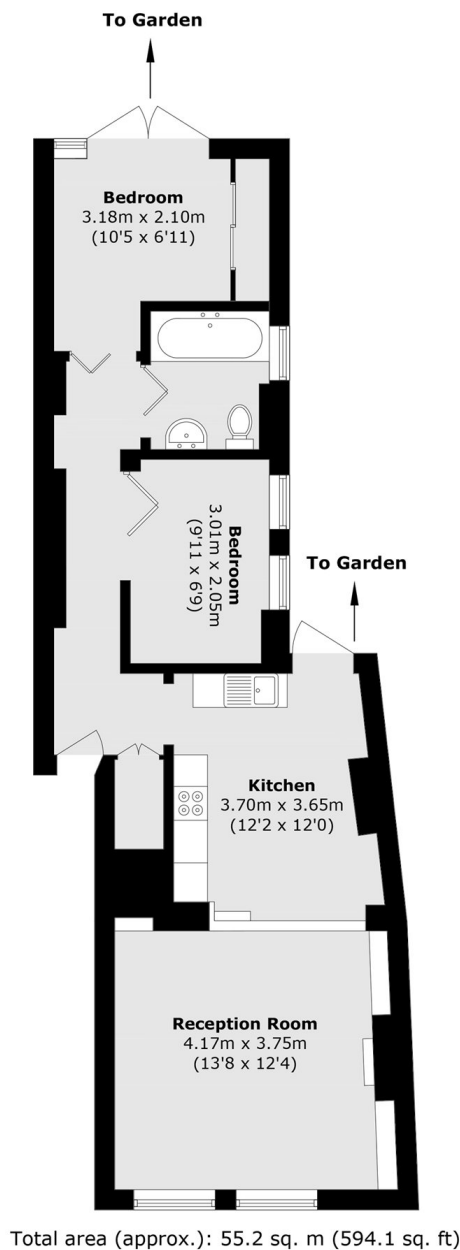 To Garden
Bedroom
3.18m x 2.10m
(10'5 x 6'11)
Bedroom
3.01m x 2.05m
(9'11 x 6'9)
To Garden
Kitchen
3.70m x 3.65m
(12'2 x 12'0)
Reception Room
4.17m x 3.75m
(13'8 x 12'4)
Total area (approx.): 55.2 sq. m (594.1 sq. ft)